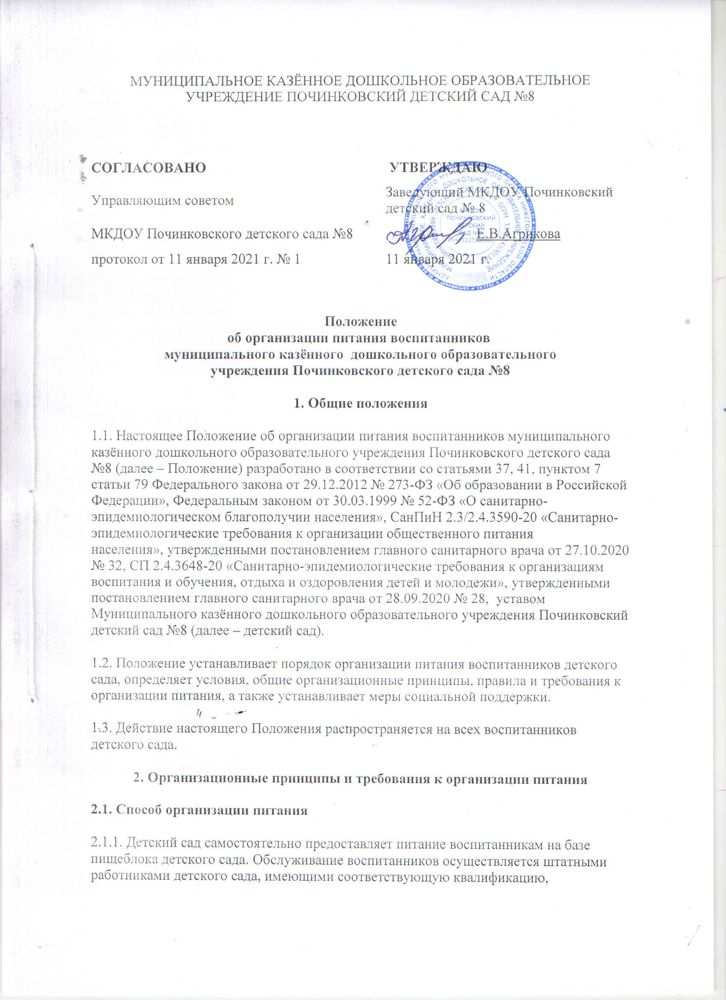 МУНИЦИПАЛЬНОЕ КАЗЁННОЕ ДОШКОЛЬНОЕ ОБРАЗОВАТЕЛЬНОЕ
УЧРЕЖДЕНИЕ ПОЧИНКОВСКИЙ ДЕТСКИЙ САД №8
СОГЛАСОВАНО
Управляющим советом
МКДОУ Починковского детского сада №8
протокол от 11 января 2021 г. № 1
УТВЕРЖДАЮ
Заведующий МКДОУ Починковский
детский сад № 8
Е.В.Агрикова
11 января 2021 г.
МКДОУ
ПОЧИНКОВСКИЙ
ДЕТСКИЙ
САД №8
Положение
об организации питания воспитанников
муниципального казённого дошкольного образовательного
учреждения Починковского детского сада №8
1. Общие положения
1.1. Настоящее Положение об организации питания воспитанников муниципального
казённого дошкольного образовательного учреждения Починковского детского сада
№8 (далее – Положение) разработано в соответствии со статьями 37, 41, пунктом 7
статьи 79 Федерального закона от 29.12.2012 № 273-ФЗ «Об образовании в Российской
Федерации», Федеральным законом от 30.03.1999 № 52-ФЗ «О санитарно-
эпидемиологическом благополучии населения», СанПиН 2.3/2.4.3590-20 «Санитарно-
эпидемиологические требования к организации общественного питания
населения», утвержденными постановлением главного санитарного врача от 27.10.2020
№ 32, СП 2.4.3648-20 «Санитарно-эпидемиологические требования к организациям
воспитания и обучения, отдыха и оздоровления детей и молодежи», утвержденными
постановлением главного санитарного врача от 28.09.2020 № 28, уставом
Муниципального казённого дошкольного образовательного учреждения Починковский
детский сад №8 (далее – детский сад).
1.2. Положение устанавливает порядок организации питания воспитанников детского
сада, определяет условия, общие организационные принципы, правила и требования к
организации питания, а также устанавливает меры социальной поддержки.
1.3. Действие настоящего Положения распространяется на всех воспитанников
детского сада.
2. Организационные принципы и требования к организации питания
2.1. Способ организации питания
2.1.1. Детский сад самостоятельно предоставляет питание воспитанникам на базе
пищеблока детского сада. Обслуживание воспитанников осуществляется штатными
работниками детского сада, имеющими соответствующую квалификацию,